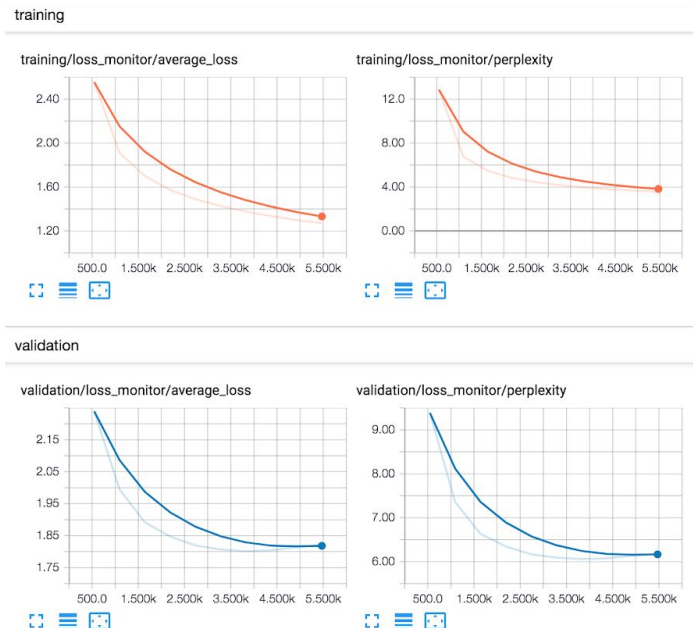 training
training/loss_monitor/average_loss
2.40
2.00
1.60
1.20
500.0 1.500k 2.500k 3.500k 4.500k 5.500k
training/loss_monitor/perplexity
12.0
8.00
4.00
0.00
500.0 1.500k 2.500k 3.500k 4.500k 5.500k
validation
validation/loss_monitor/average_loss
2.15
2.05
1.95
1.85
1.75
500.0 1.500k 2.500k 3.500k 4.500k 5.500k
validation/loss_monitor/perplexity
9.00
8.00
7.00
6.00
500.0 1.500k 2.500k 3.500k 4.500k 5.500k